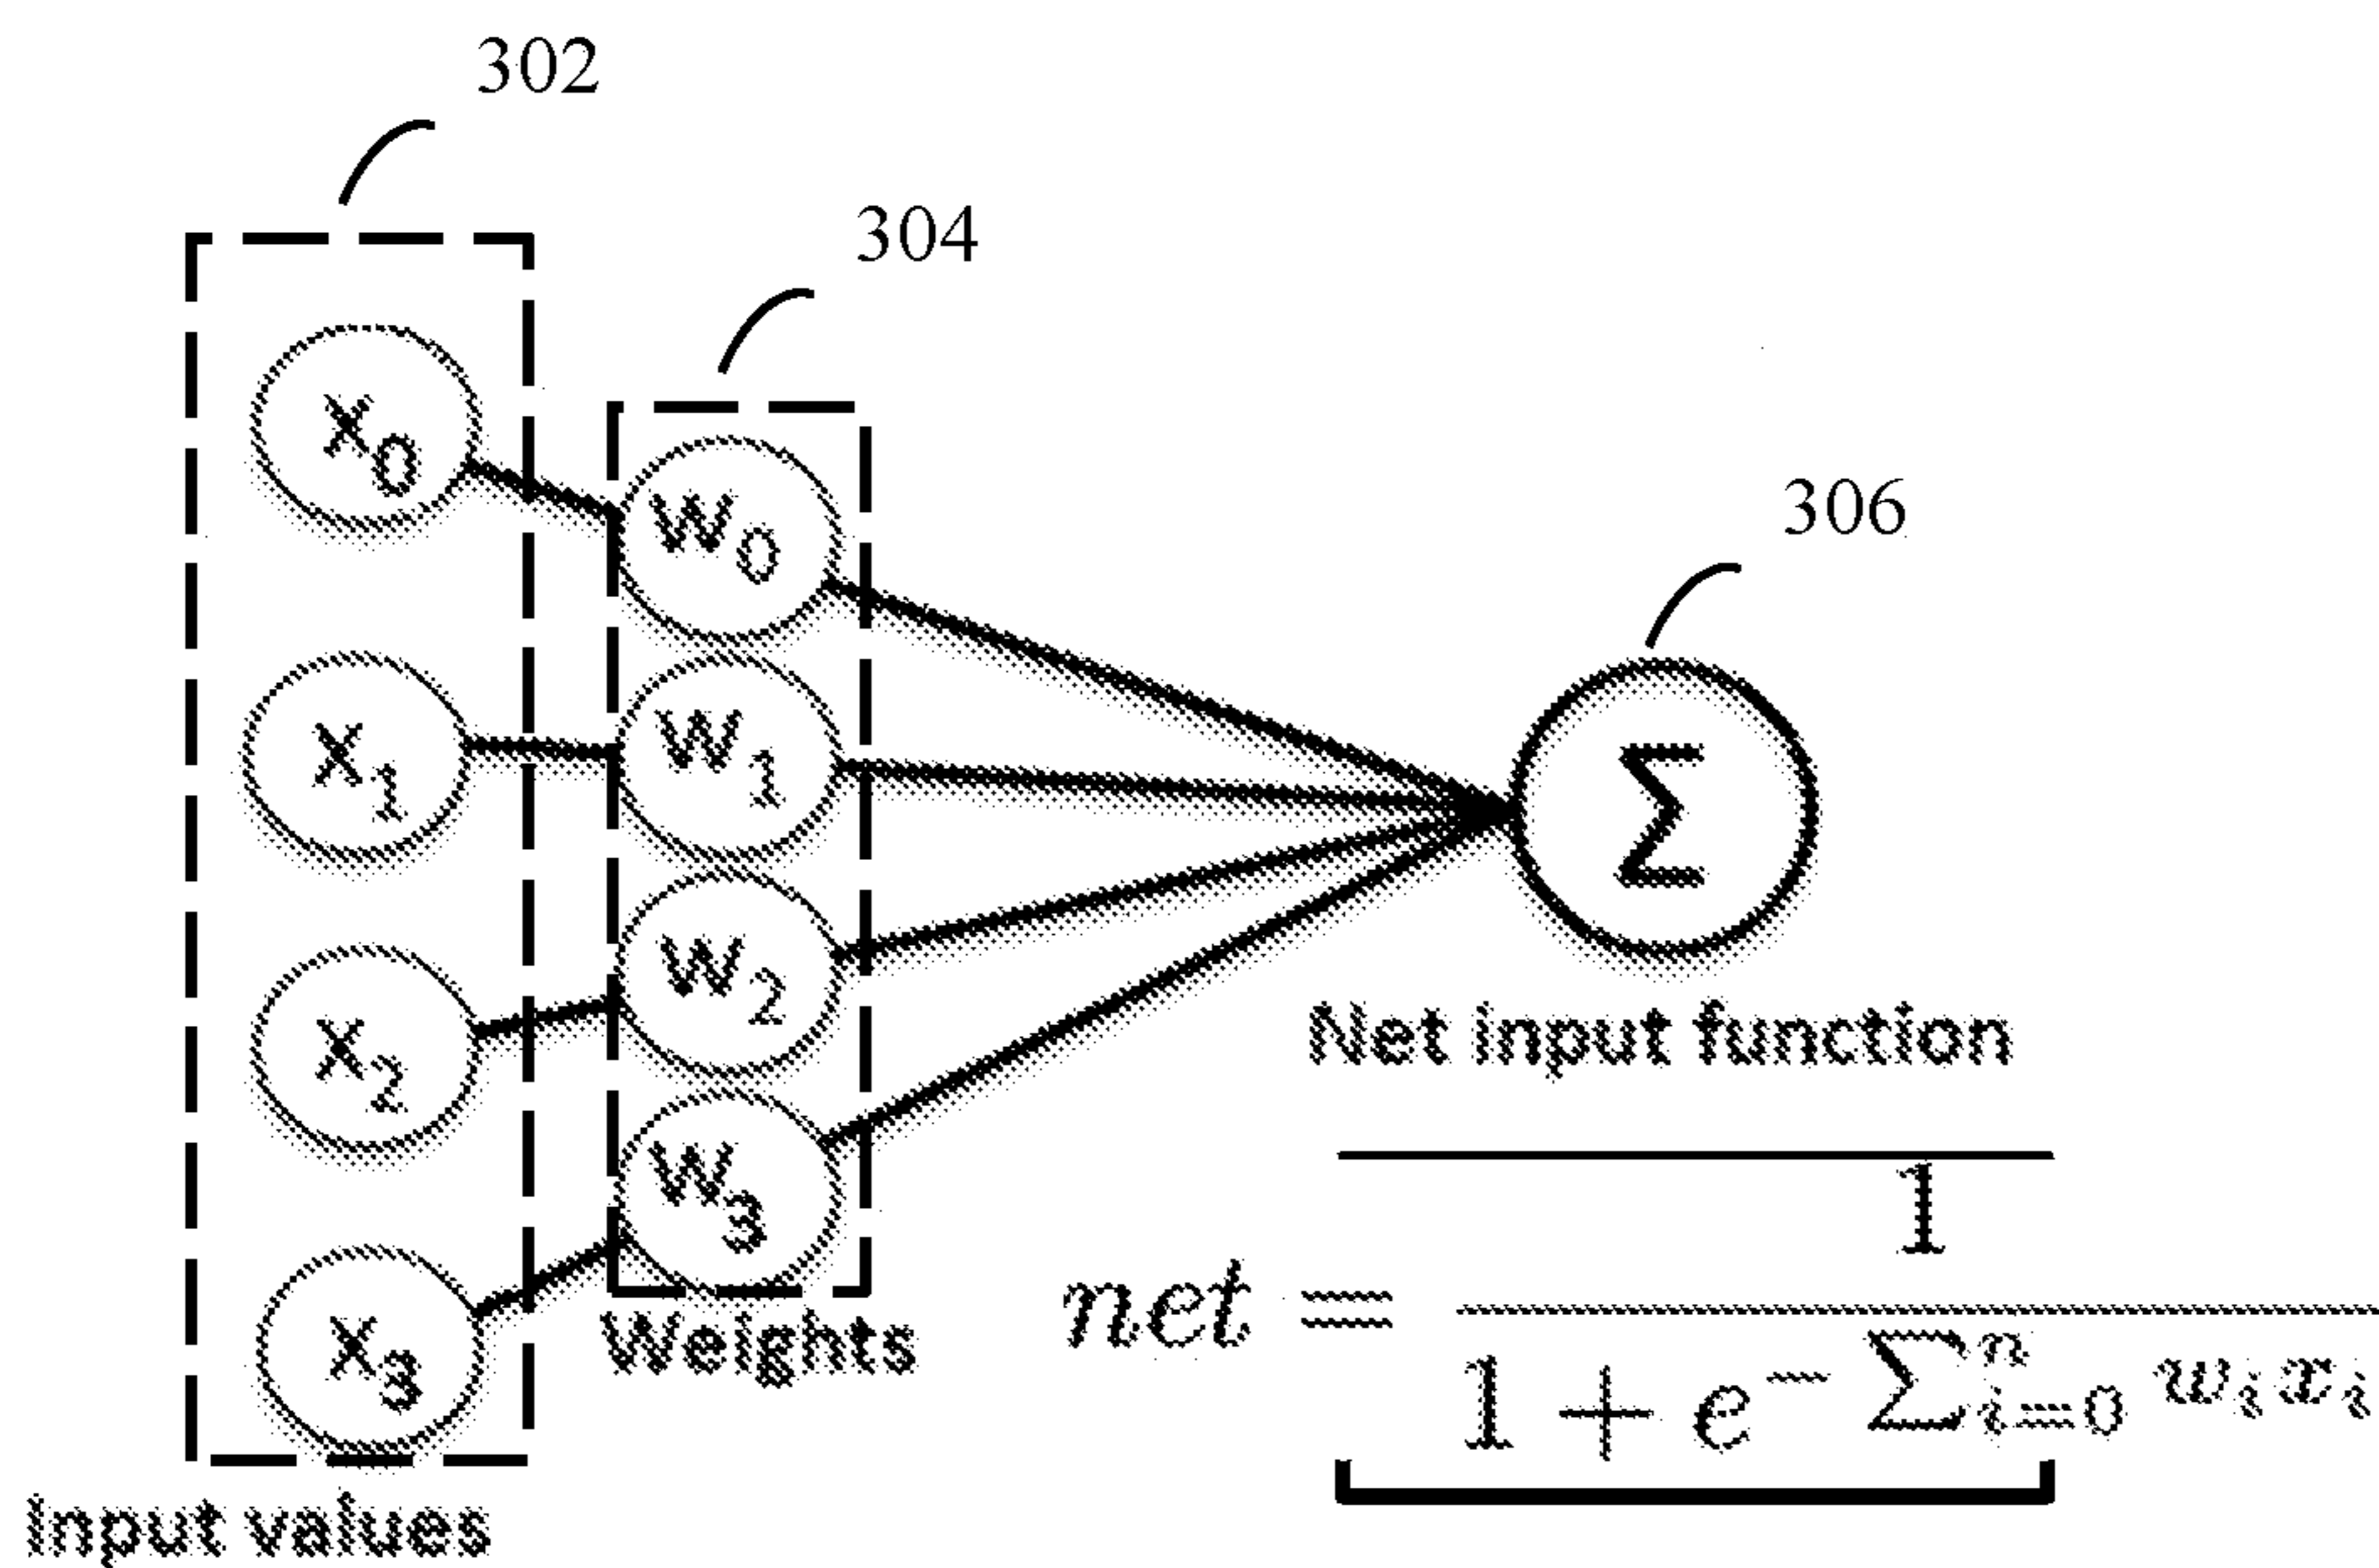 302
304
306
x0
x1
x2
x3
w0
w1
w2
w3
Σ
Net input function
Weights
Input values
net = 1 / 1 + e^− Σ^n_i=0 w_i x_i